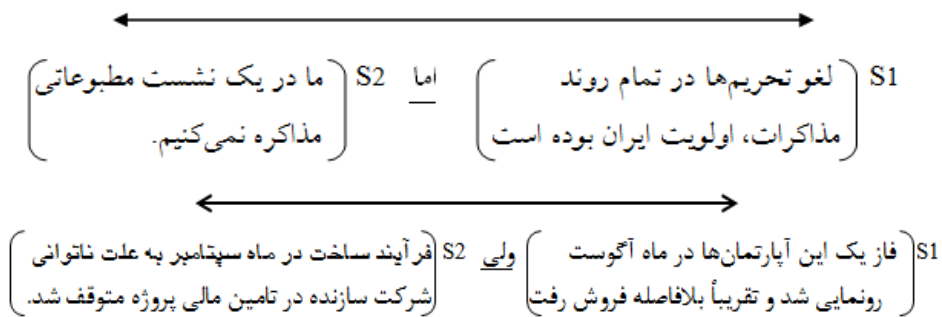 S1 لغو تحریم‌ها در تمام روند اما S2 ما در یک نشست مطبوعاتی
مذاکرات، اولویت ایران بوده است مذاکره نمی‌کنیم.
S1 فاز یک این آپارتمان‌ها در ماه آگوست ولی S2 فرآیند ساخت در ماه سپتامبر به علت ناتوانی
رونمایی شد و تقریباً بلافاصله فروش رفت شرکت سازنده در تامین مالی پروژه متوقف شد.